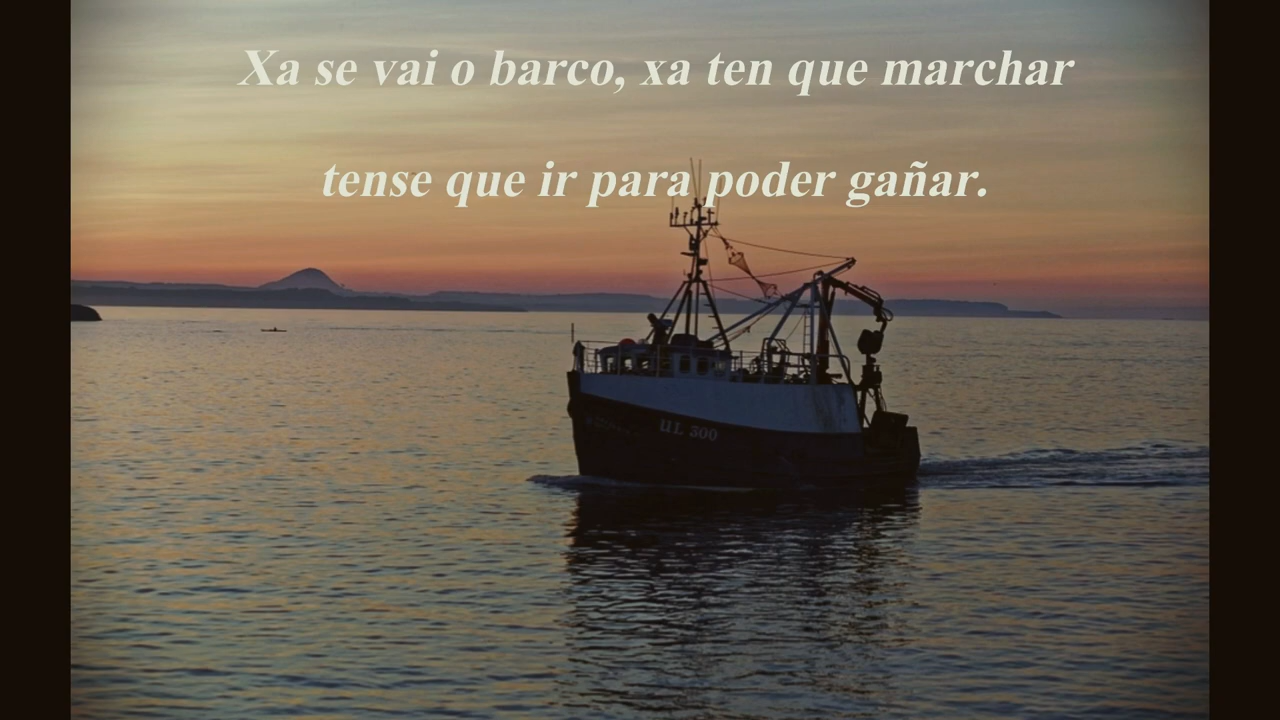 Xa se vai o barco, xa ten que marchar
tense que ir para poder gañar.
UL 300